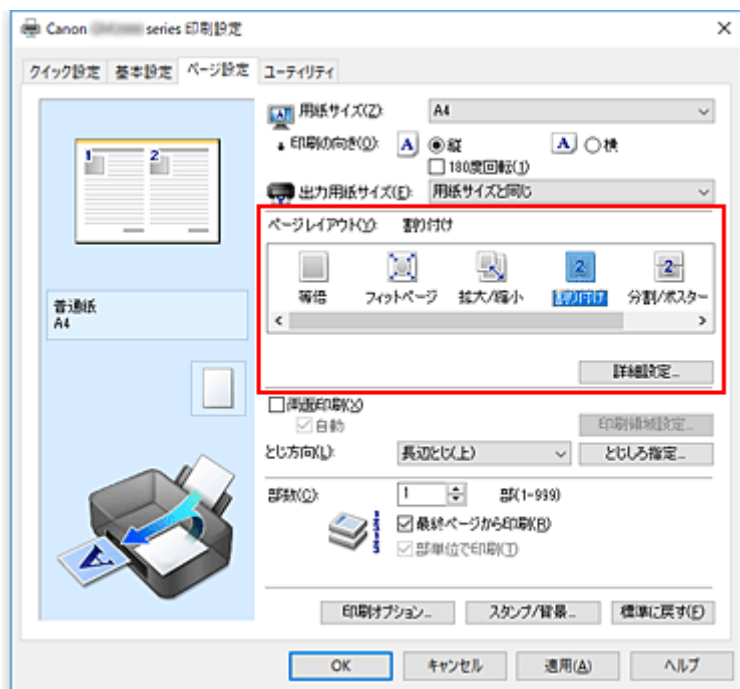 Canon series 印刷設定
クイック設定 基本設定 ページ設定 ユーティリティ
用紙サイズ(Z): A4
印刷の向き(O): A 縦 A 横
180度回転(J)
出力用紙サイズ(E): 用紙サイズと同じ
ページレイアウト(Y): 割り付け
等倍 フィットページ 拡大/縮小 割り付け 分割/ポスター
詳細設定...
1 2
普通紙
A4
両面印刷(X)
自動
印刷領域設定...
とじ方向(L): 長辺とじ(上) とじしろ指定...
部数(C): 1 部(1-999)
最終ページから印刷(R)
部単位で印刷(T)
印刷オプション... スタンプ/背景... 標準に戻す(F)
OK キャンセル 適用(A) ヘルプ